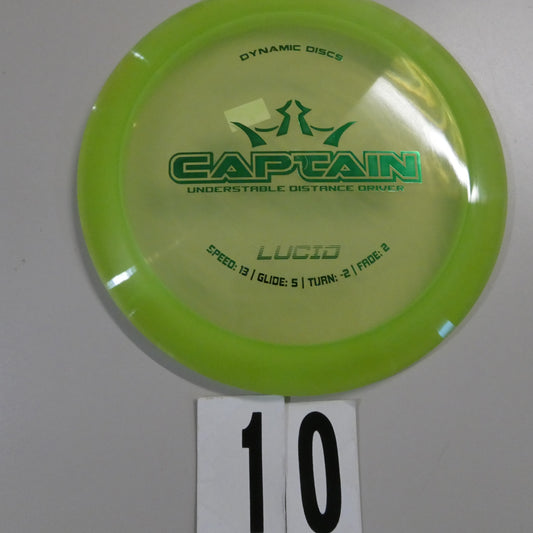 DYNAMIC DISCS
CAPTAIN
UNDERSTABLE DISTANCE DRIVER
LUCID
SPEED: 13 | GLIDE: 5 | TURN: -2 | FADE: 2
10